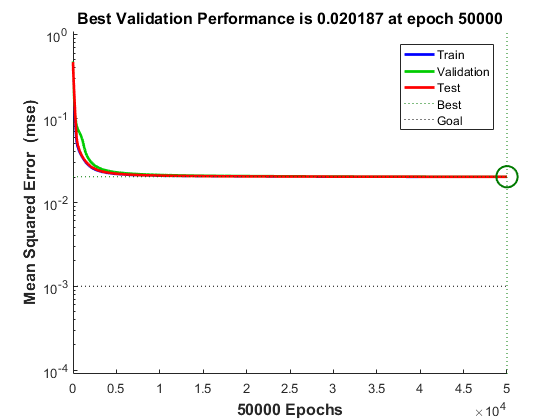 Best Validation Performance is 0.020187 at epoch 50000
Mean Squared Error (mse)
10^0
10^-1
10^-2
10^-3
10^-4
Train
Validation
Test
Best
Goal
0 0.5 1 1.5 2 2.5 3 3.5 4 4.5 5
×10^4
50000 Epochs